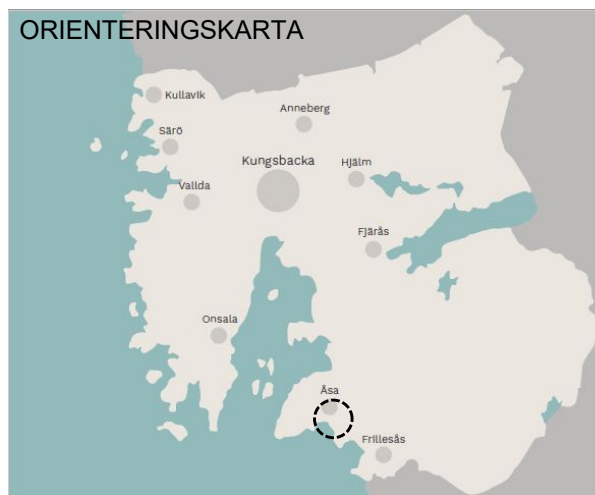 ORIENTERINGSKARTA
Kullavik
Anneberg
Särö
Kungsbacka
Hjälm
Vallda
Fjärås
Onsala
Åsa
Frillesås